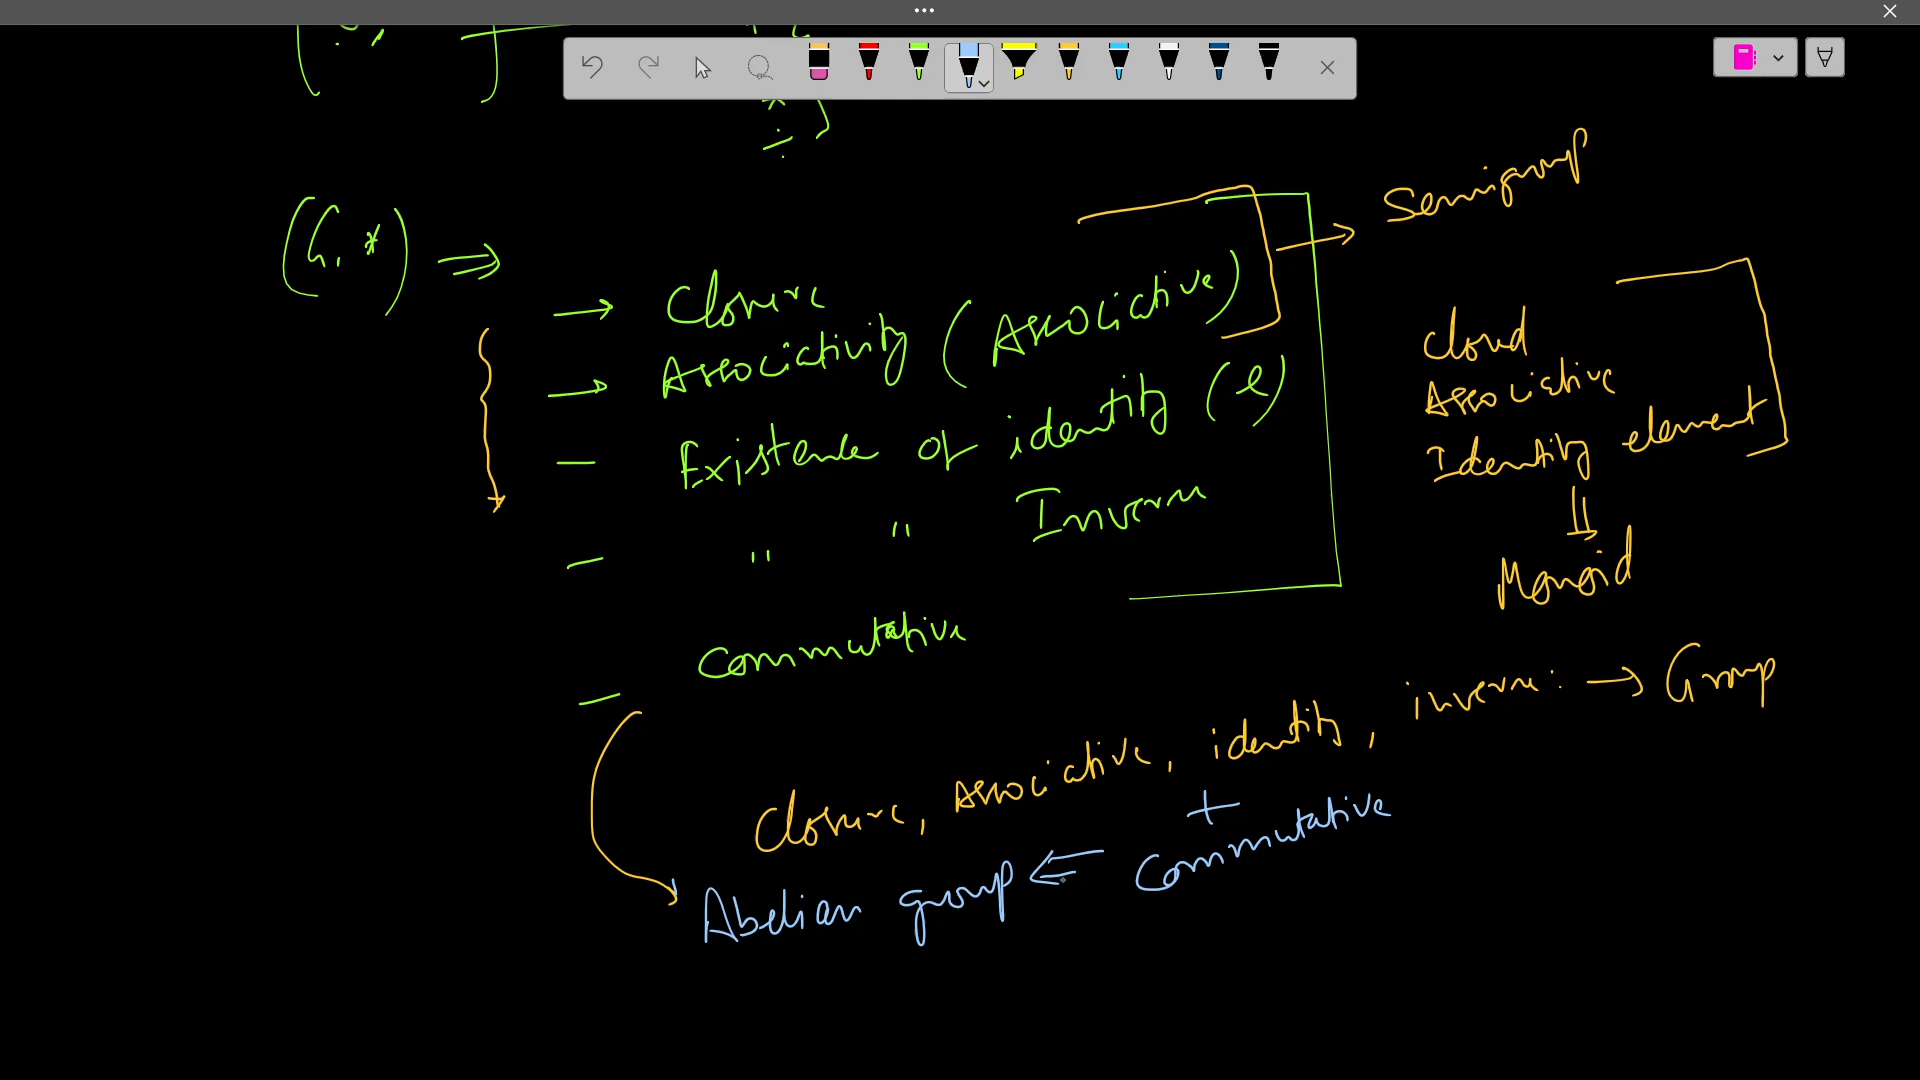 (G, *) ⇒
→ Closure
→ Associativity (Associative)
→ Semigroup
– Existence of identity (e)
– " " Inverse
– Commutative
Closed
Associative
Identity element
⇓
Monoid
Closure, Associative, identity, inverse: → Group
+
Abelian group ⇐ Commutative